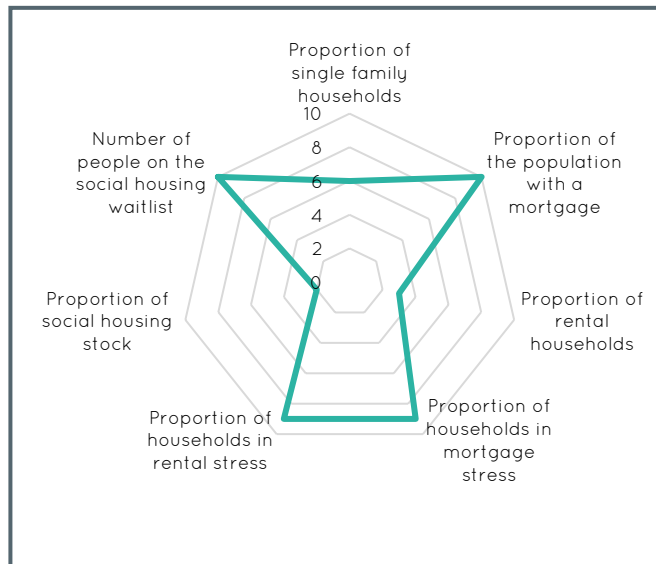 Proportion of
single family
households
10
8
6
4
2
0
Proportion of
the population
with a
mortgage
Proportion of
rental
households
Proportion of
households in
mortgage
stress
Proportion of
households in
rental stress
Proportion of
social housing
stock
Number of
people on the
social housing
waitlist